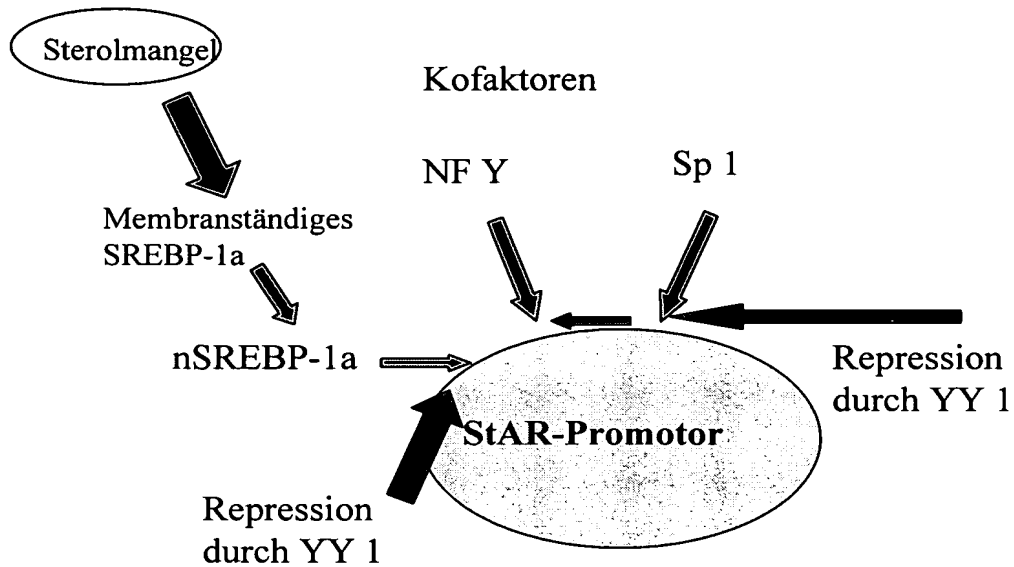 Sterolmangel
Kofaktoren
NF Y
Sp 1
Membranständiges
SREBP-1a
nSREBP-1a
StAR-Promotor
Repression
durch YY 1
Repression
durch YY 1